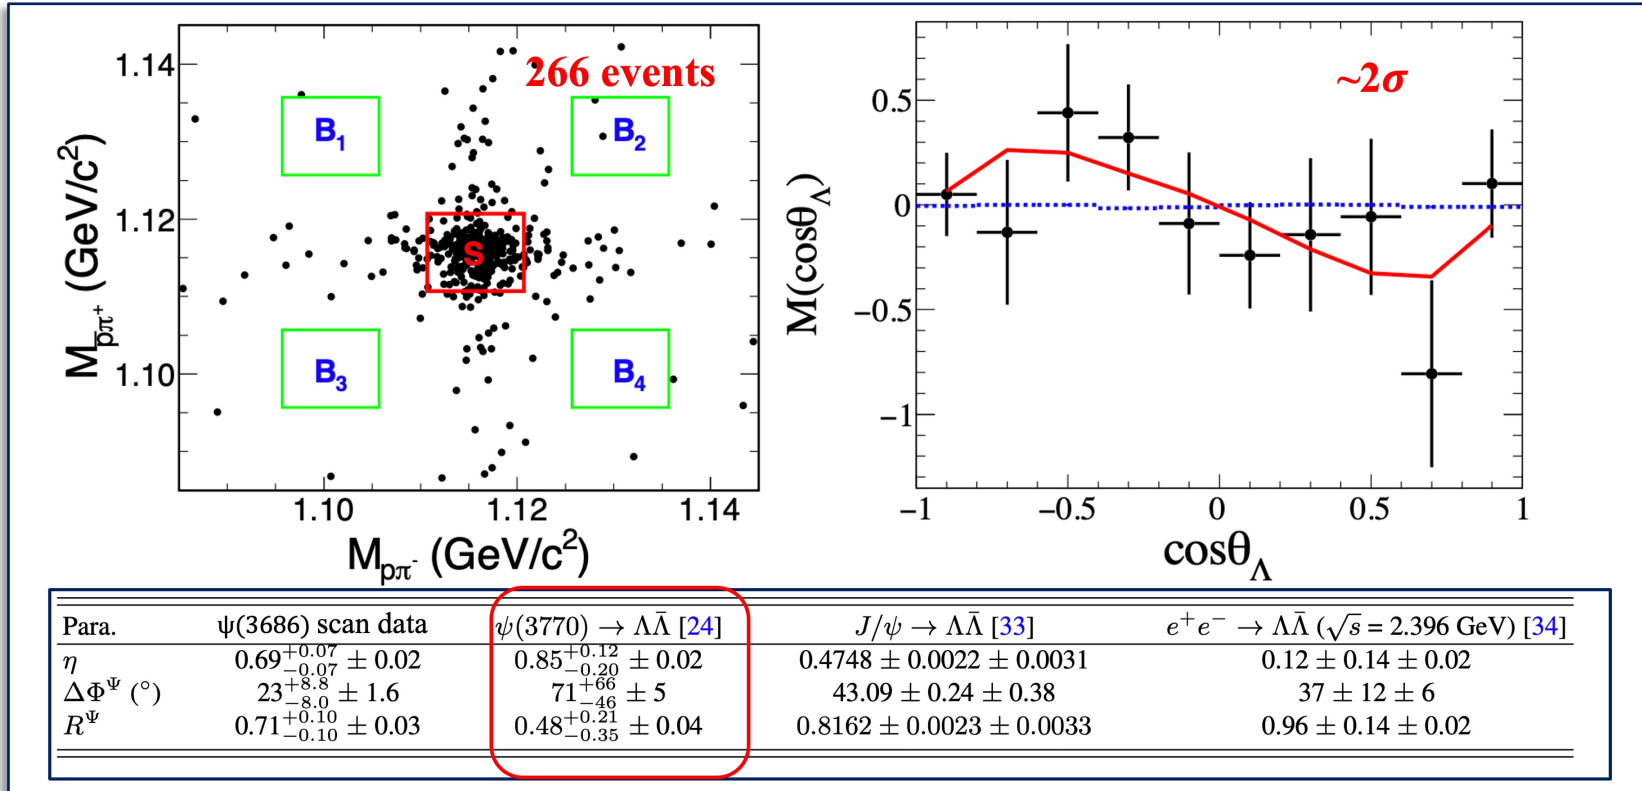 266 events
1.14
1.12
1.10
B1
B2
S
B3
B4
1.10 1.12 1.14
Mpπ- (GeV/c²)
Mp̄π+ (GeV/c²)
~2σ
0.5
0
−0.5
−1
−1 −0.5 0 0.5 1
cosθΛ
M(cosθΛ)
Para. ψ(3686) scan data ψ(3770) → ΛΛ̄ [24] J/ψ → ΛΛ̄ [33] e⁺e⁻ → ΛΛ̄ (√s = 2.396 GeV) [34]
η 0.69 +0.07 −0.07 ± 0.02 0.85 +0.12 −0.20 ± 0.02 0.4748 ± 0.0022 ± 0.0031 0.12 ± 0.14 ± 0.02
ΔΦ^Ψ (°) 23 +8.8 −8.0 ± 1.6 71 +66 −46 ± 5 43.09 ± 0.24 ± 0.38 37 ± 12 ± 6
R^Ψ 0.71 +0.10 −0.10 ± 0.03 0.48 +0.21 −0.35 ± 0.04 0.8162 ± 0.0023 ± 0.0033 0.96 ± 0.14 ± 0.02